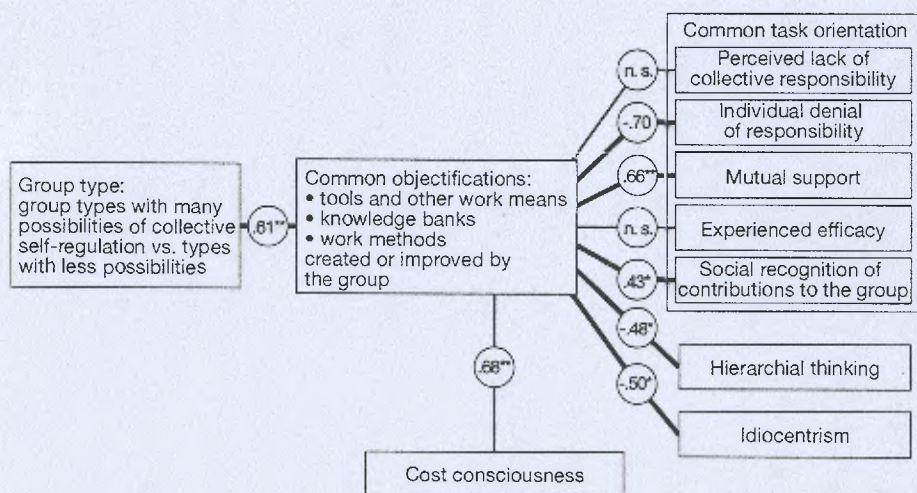 Common task orientation
n. s.
Perceived lack of
collective responsibility
-.70
Individual denial
of responsibility
Group type:
group types with many
possibilities of collective
self-regulation vs. types
with less possibilities
.61**
Common objectifications:
• tools and other work means
• knowledge banks
• work methods
created or improved by
the group
.66**
Mutual support
n. s.
Experienced efficacy
.43*
Social recognition of
contributions to the group
-.48*
Hierarchial thinking
-.50*
Idiocentrism
.68**
Cost consciousness